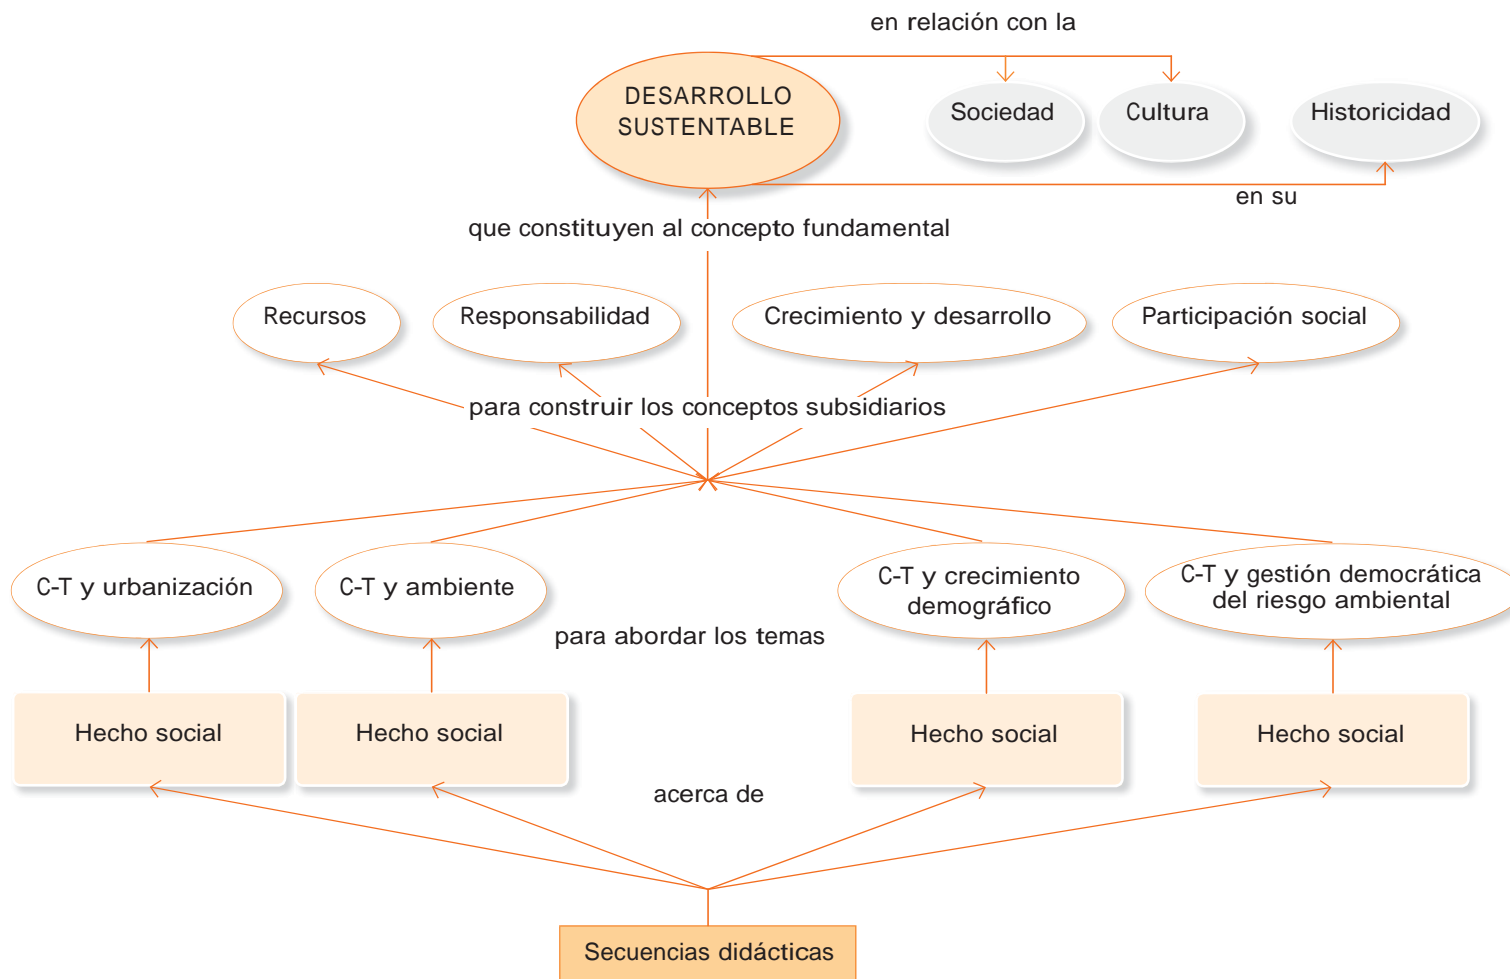 en relación con la
DESARROLLO
SUSTENTABLE
Sociedad
Cultura
Historicidad
en su
que constituyen al concepto fundamental
Recursos
Responsabilidad
Crecimiento y desarrollo
Participación social
para construir los conceptos subsidiarios
C-T y urbanización
C-T y ambiente
C-T y crecimiento
demográfico
C-T y gestión democrática
del riesgo ambiental
para abordar los temas
Hecho social
Hecho social
Hecho social
Hecho social
acerca de
Secuencias didácticas